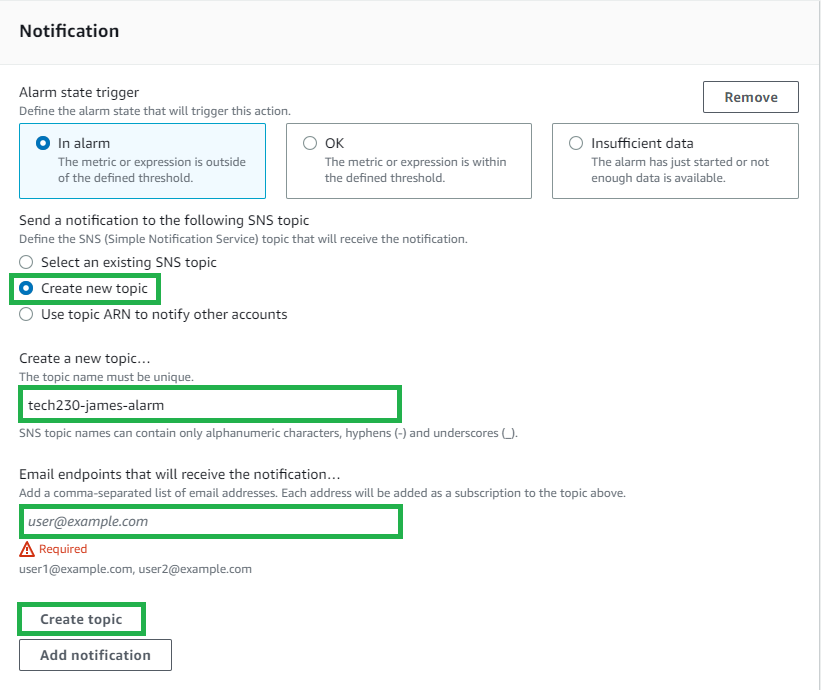 Notification
Alarm state trigger
Define the alarm state that will trigger this action.
Remove
In alarm
The metric or expression is outside
of the defined threshold.
OK
The metric or expression is within
the defined threshold.
Insufficient data
The alarm has just started or not
enough data is available.
Send a notification to the following SNS topic
Define the SNS (Simple Notification Service) topic that will receive the notification.
Select an existing SNS topic
Create new topic
Use topic ARN to notify other accounts
Create a new topic…
The topic name must be unique.
tech230-james-alarm
SNS topic names can contain only alphanumeric characters, hyphens (-) and underscores (_).
Email endpoints that will receive the notification…
Add a comma-separated list of email addresses. Each address will be added as a subscription to the topic above.
user@example.com
Required
user1@example.com, user2@example.com
Create topic
Add notification